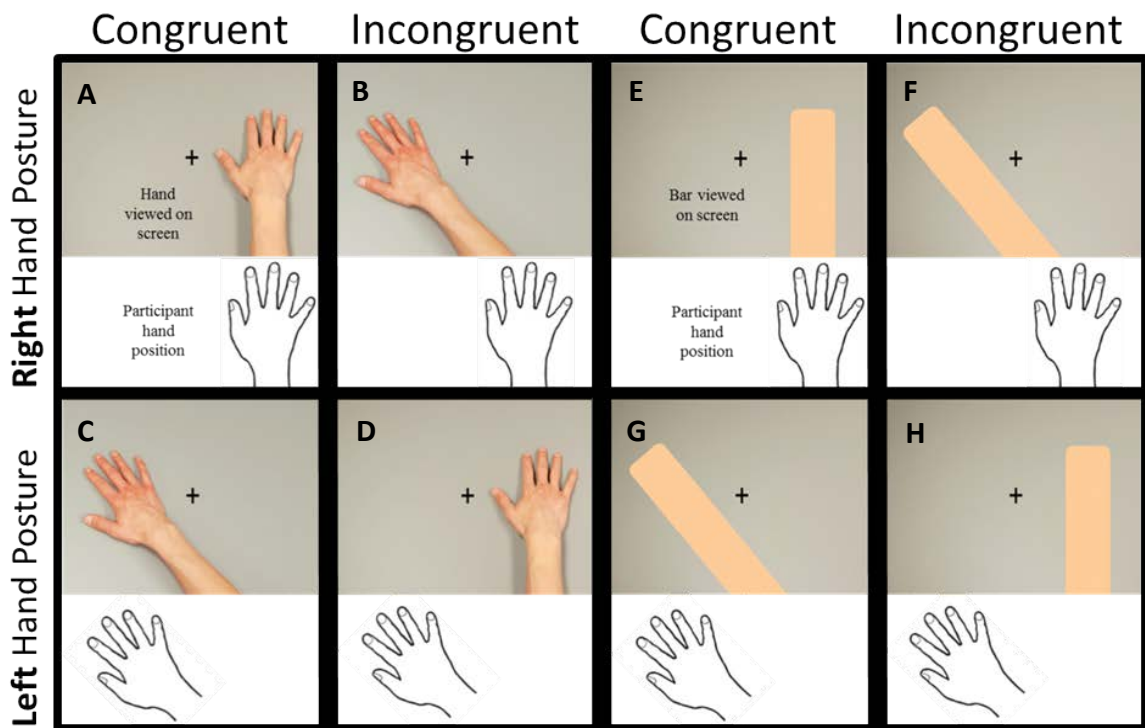 Congruent
Incongruent
Congruent
Incongruent
Right Hand Posture
A
Hand
viewed on
screen
+
Participant
hand
position
B
+
E
+
Bar viewed
on screen
Participant
hand
position
F
+
Left Hand Posture
C
+
D
+
G
+
H
+